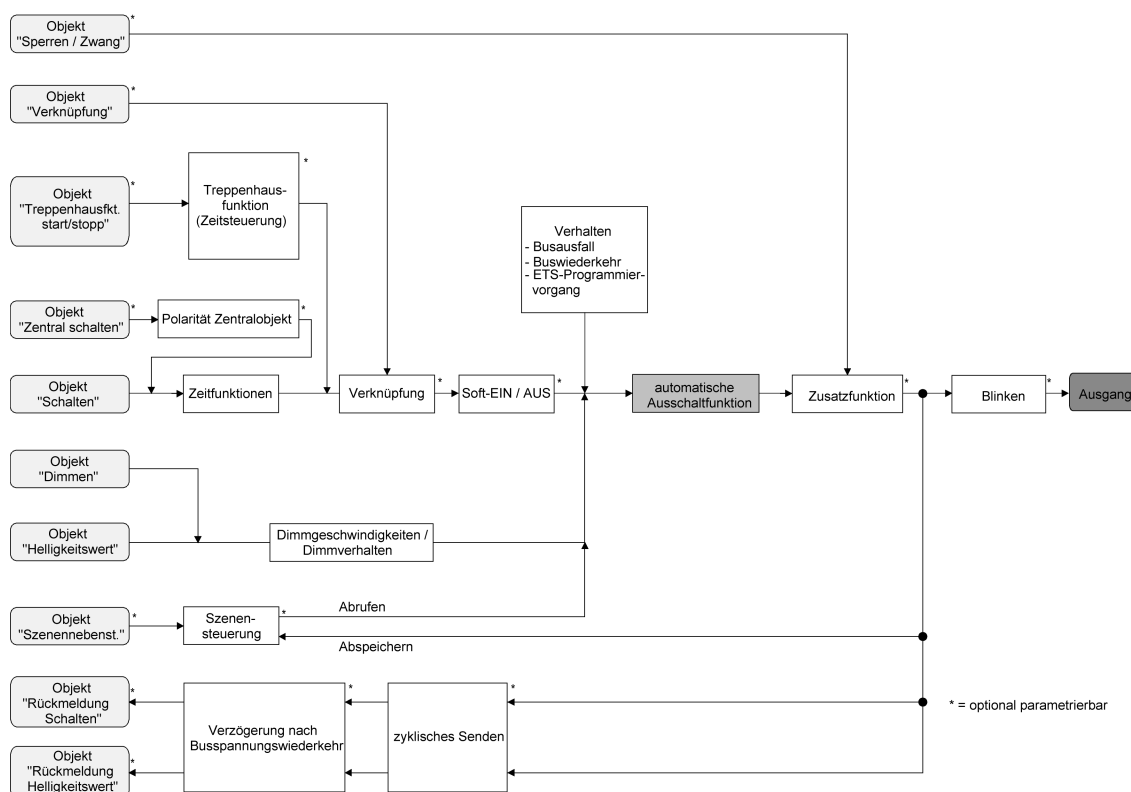 Objekt
"Sperren / Zwang"
*
Objekt
"Verknüpfung"
*
Objekt
"Treppenhausfkt.
start/stopp"
*
Treppenhaus-
funktion
(Zeitsteuerung)
*
Verhalten
- Busausfall
- Buswiederkehr
- ETS-Programmier-
vorgang
Objekt
"Zentral schalten"
*
Polarität Zentralobjekt
*
Objekt
"Schalten"
*
Zeitfunktionen
Verknüpfung
*
Soft-EIN / AUS
*
automatische
Ausschaltfunktion
Zusatzfunktion
*
Blinken
*
Ausgang
Objekt
"Dimmen"
Objekt
"Helligkeitswert"
Dimmgeschwindigkeiten /
Dimmverhalten
Objekt
"Szenennebenst."
*
Szenen-
steuerung
*
Abrufen
Abspeichern
Objekt
"Rückmeldung
Schalten"
*
Verzögerung nach
Busspannungswiederkehr
*
zyklisches Senden
*
* = optional parametrierbar
Objekt
"Rückmeldung
Helligkeitswert"
*